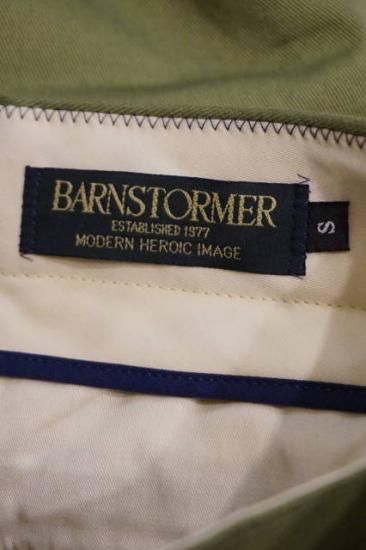 BARNSTORMER
ESTABLISHED 1977
MODERN HEROIC IMAGE
S